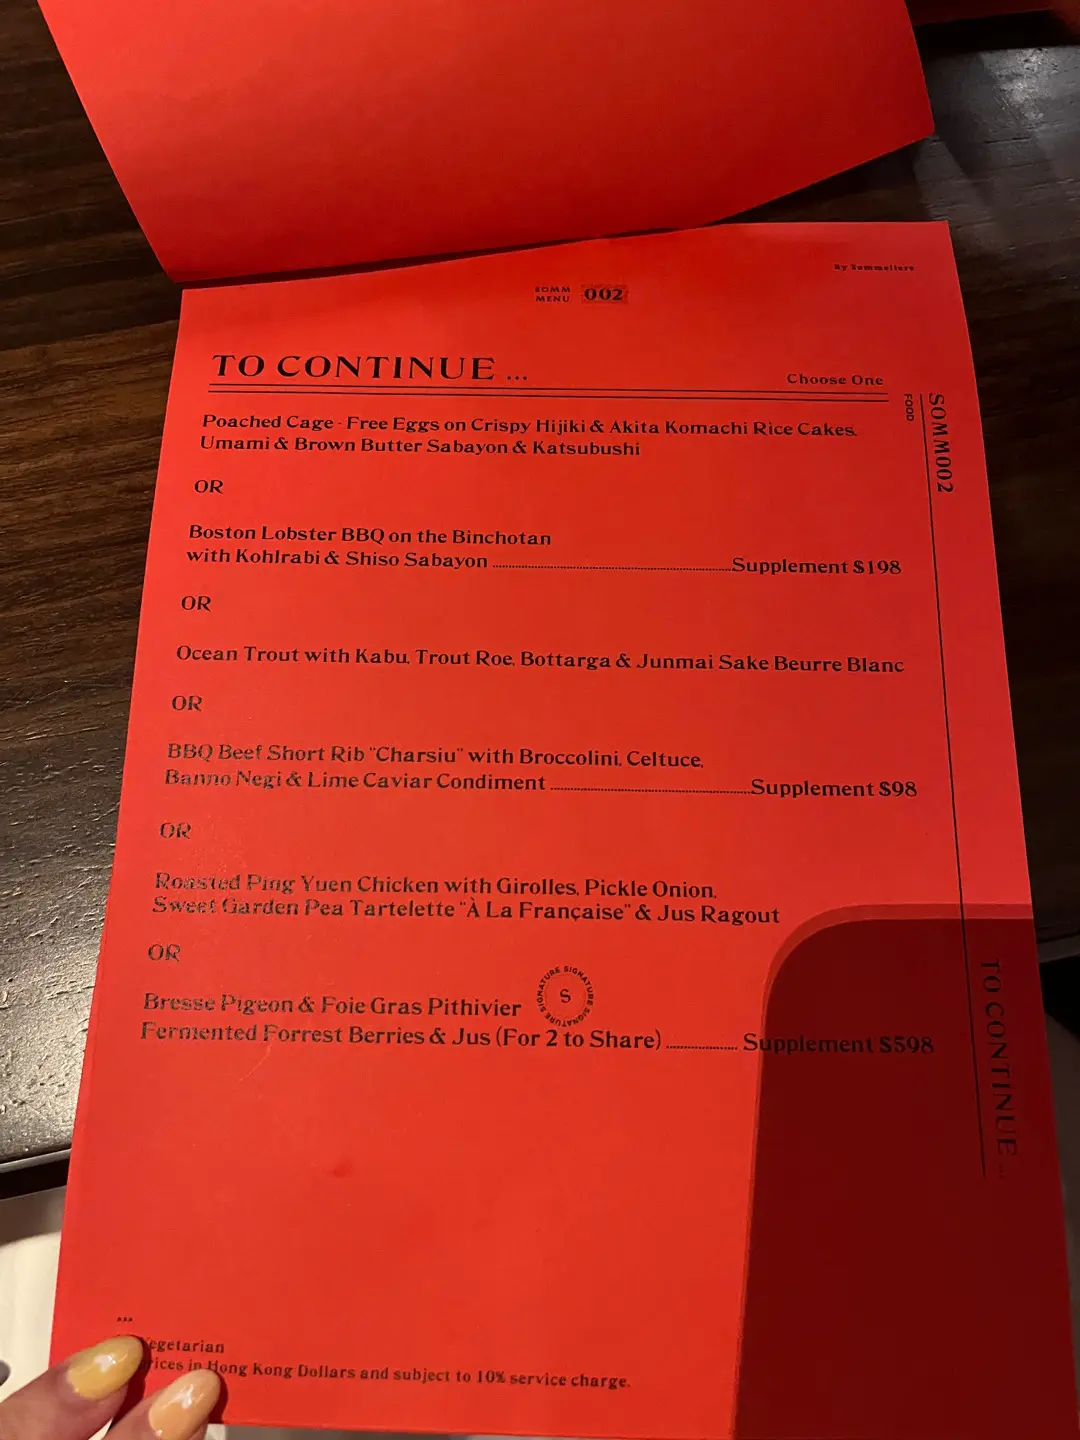 By Sommeliers
SOMM
MENU 002
TO CONTINUE ...
Choose One
Poached Cage - Free Eggs on Crispy Hijiki & Akita Komachi Rice Cakes,
Umami & Brown Butter Sabayon & Katsubushi
OR
Boston Lobster BBQ on the Binchotan
with Kohlrabi & Shiso Sabayon ........ Supplement $198
OR
Ocean Trout with Kabu, Trout Roe, Bottarga & Junmai Sake Beurre Blanc
OR
BBQ Beef Short Rib "Charsiu" with Broccolini, Celtuce,
Banno Negi & Lime Caviar Condiment ........ Supplement $98
OR
Roasted Ping Yuen Chicken with Girolles, Pickle Onion,
Sweet Garden Pea Tartelette "À La Française" & Jus Ragout
OR
Bresse Pigeon & Foie Gras Pithivier
SIGNATURE SIGNATURE SIGNATURE SIGNATURE
S
Fermented Forrest Berries & Jus (For 2 to Share) ........ Supplement $598
SOMM002
FOOD
TO CONTINUE ...
...
egetarian
rices in Hong Kong Dollars and subject to 10% service charge.